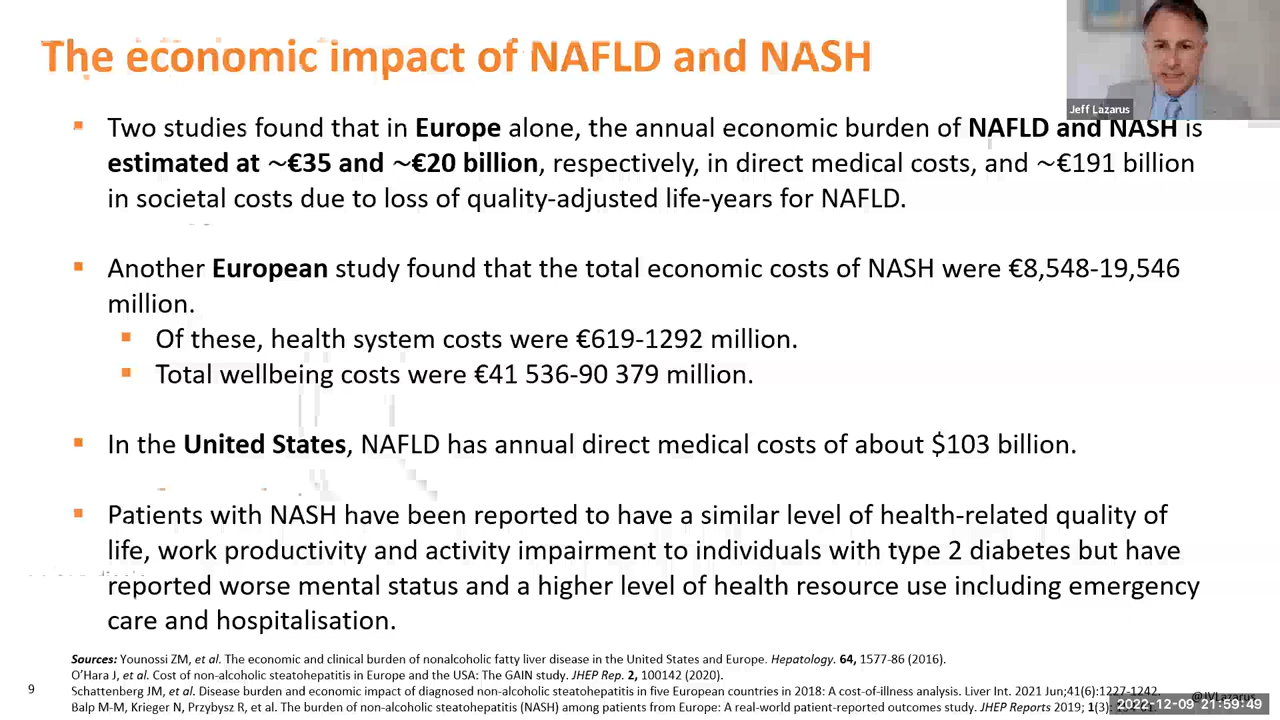 The economic impact of NAFLD and NASH
Jeff Lazarus
Two studies found that in Europe alone, the annual economic burden of NAFLD and NASH is
estimated at ~€35 and ~€20 billion, respectively, in direct medical costs, and ~€191 billion
in societal costs due to loss of quality-adjusted life-years for NAFLD.
Another European study found that the total economic costs of NASH were €8,548-19,546
million.
Of these, health system costs were €619-1292 million.
Total wellbeing costs were €41 536-90 379 million.
In the United States, NAFLD has annual direct medical costs of about $103 billion.
Patients with NASH have been reported to have a similar level of health-related quality of
life, work productivity and activity impairment to individuals with type 2 diabetes but have
reported worse mental status and a higher level of health resource use including emergency
care and hospitalisation.
Sources: Younossi ZM, et al. The economic and clinical burden of nonalcoholic fatty liver disease in the United States and Europe. Hepatology. 64, 1577-86 (2016).
O'Hara J, et al. Cost of non-alcoholic steatohepatitis in Europe and the USA: The GAIN study. JHEP Rep. 2, 100142 (2020).
Schattenberg JM, et al. Disease burden and economic impact of diagnosed non-alcoholic steatohepatitis in five European countries in 2018: A cost-of-illness analysis. Liver Int. 2021 Jun;41(6):1227-1242.
Balp M-M, Krieger N, Przybysz R, et al. The burden of non-alcoholic steatohepatitis (NASH) among patients from Europe: A real-world patient-reported outcomes study. JHEP Reports 2019; 1(3):
9
@JVLazarus
2022-12-09 21:59:49